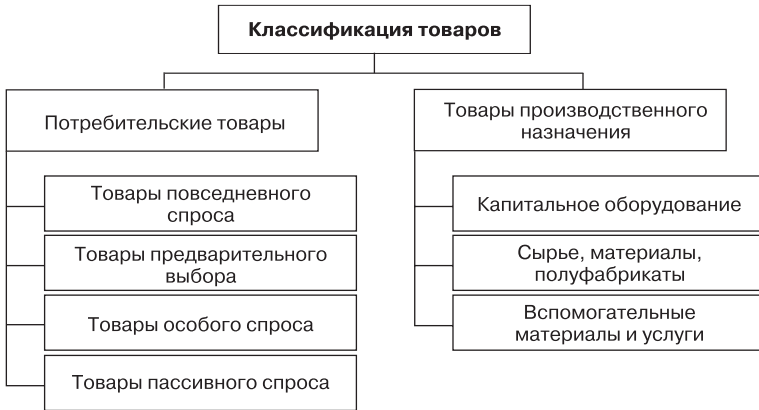 Классификация товаров
Потребительские товары
Товары повседневного
спроса
Товары предварительного
выбора
Товары особого спроса
Товары пассивного спроса
Товары производственного
назначения
Капитальное оборудование
Сырье, материалы,
полуфабрикаты
Вспомогательные
материалы и услуги